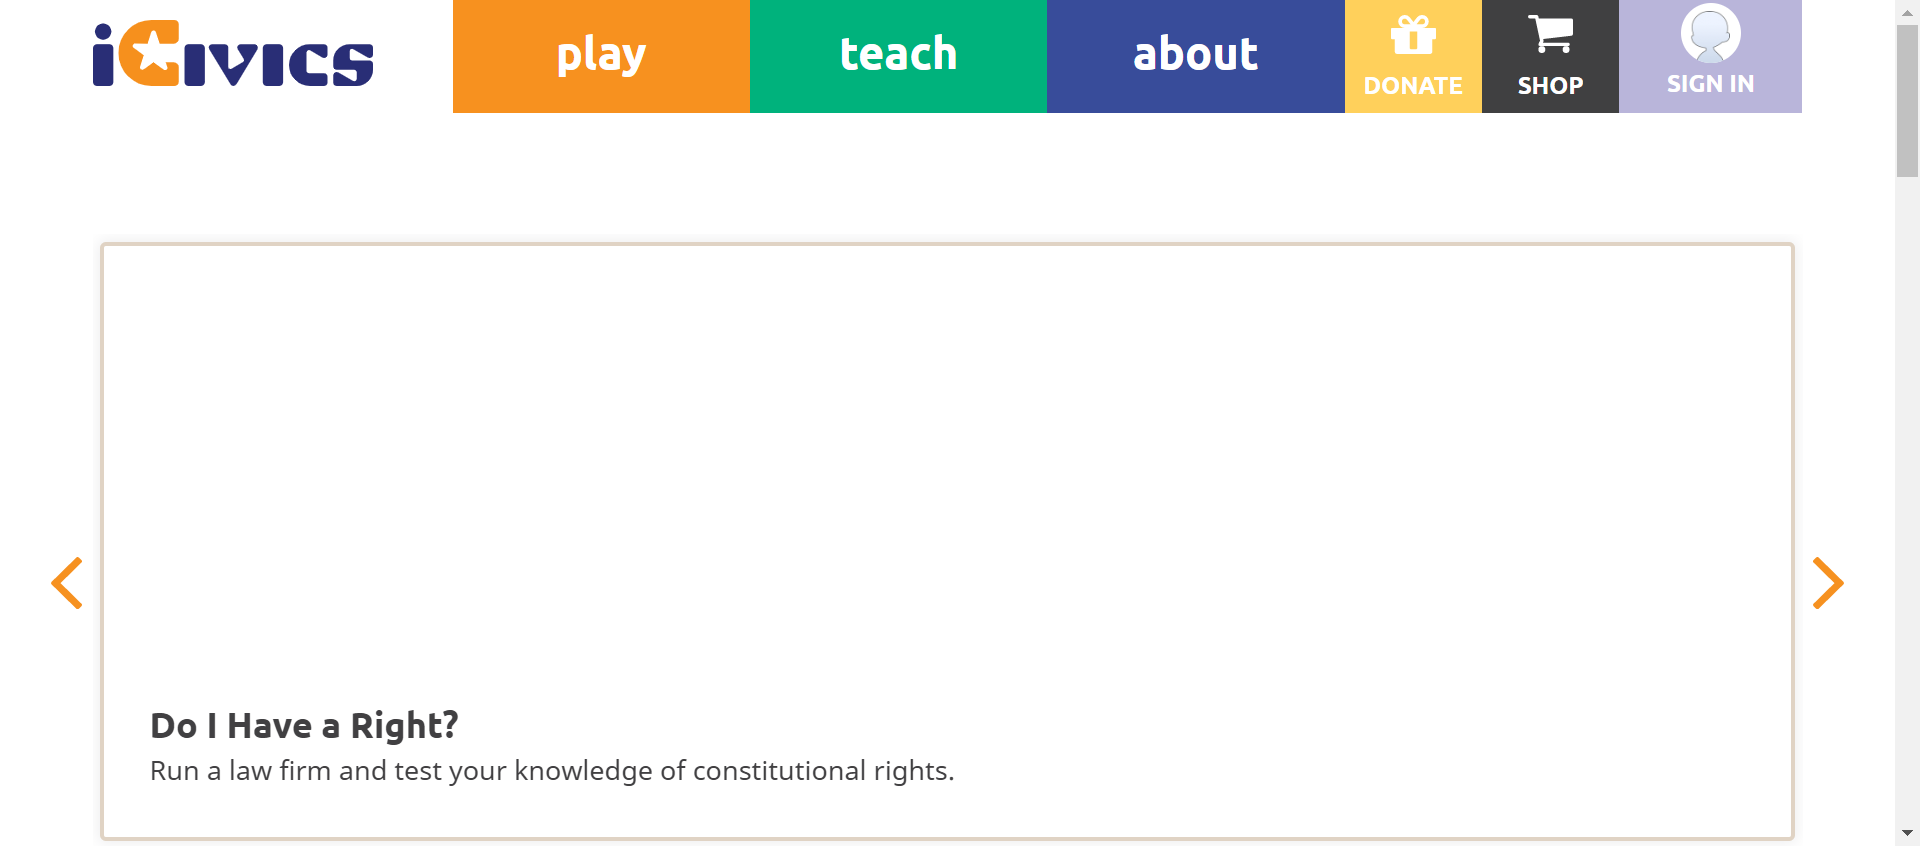 iCivics
play
teach
about
DONATE
SHOP
SIGN IN
Do I Have a Right?
Run a law firm and test your knowledge of constitutional rights.